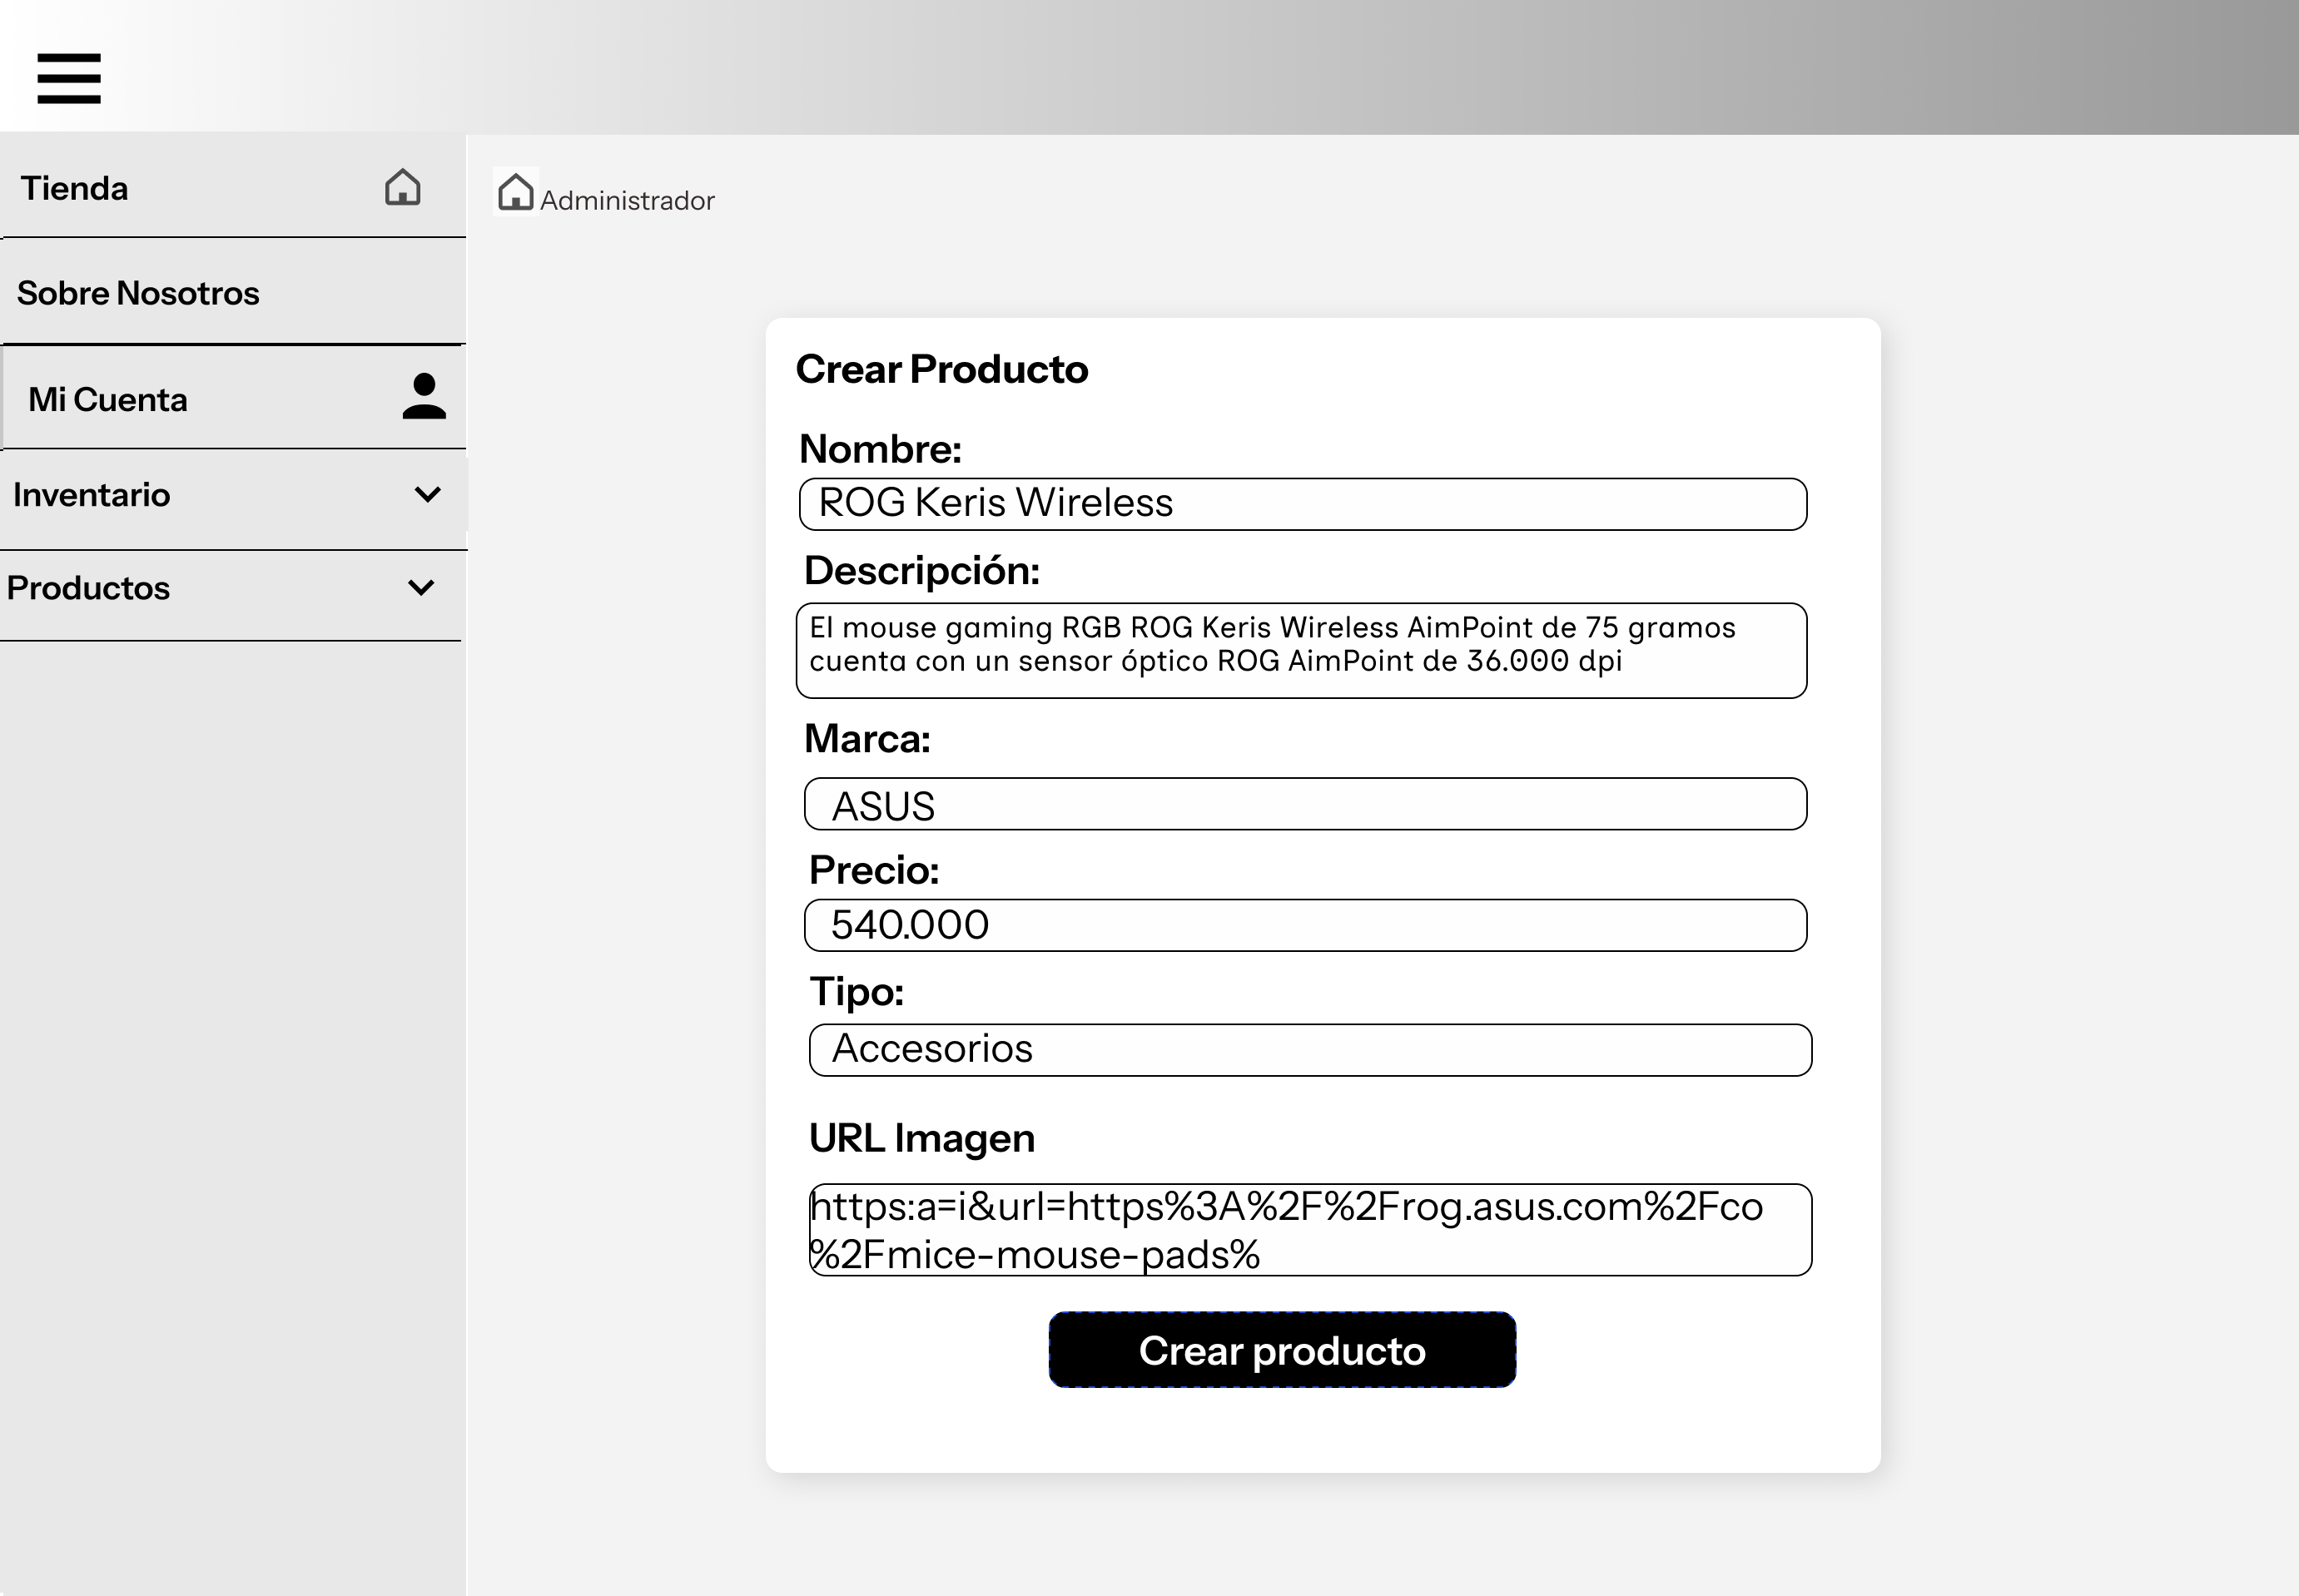 Tienda
Administrador
Sobre Nosotros
Mi Cuenta
Inventario
Productos
Crear Producto
Nombre:
ROG Keris Wireless
Descripción:
El mouse gaming RGB ROG Keris Wireless AimPoint de 75 gramos
cuenta con un sensor óptico ROG AimPoint de 36.000 dpi
Marca:
ASUS
Precio:
540.000
Tipo:
Accesorios
URL Imagen
https:a=i&url=https%3A%2F%2Frog.asus.com%2Fco
%2Fmice-mouse-pads%
Crear producto